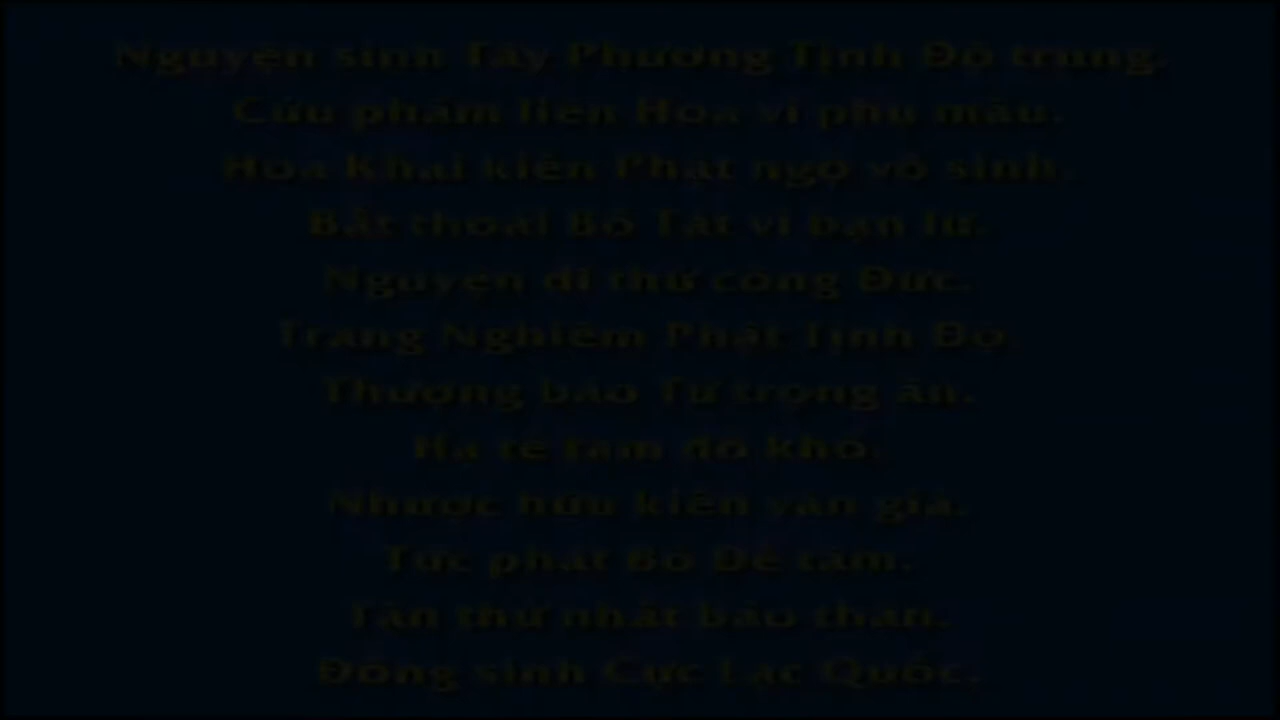 Nguyện sinh Tây Phương Tịnh Độ trung.
Cửu phẩm liên Hoa vi phụ mẫu.
Hoa Khai kiến Phật ngộ vô sinh.
Bất thoái Bồ Tát vi bạn lữ.
Nguyện dĩ thử công Đức.
Trang Nghiêm Phật Tịnh Độ
Thượng báo Tứ trọng ân.
Hạ tế tam đồ khổ.
Nhược hữu kiến văn giả.
Tức phát Bồ Đề tâm.
Tận thử nhất báo thân.
Đồng sinh Cực Lạc Quốc.